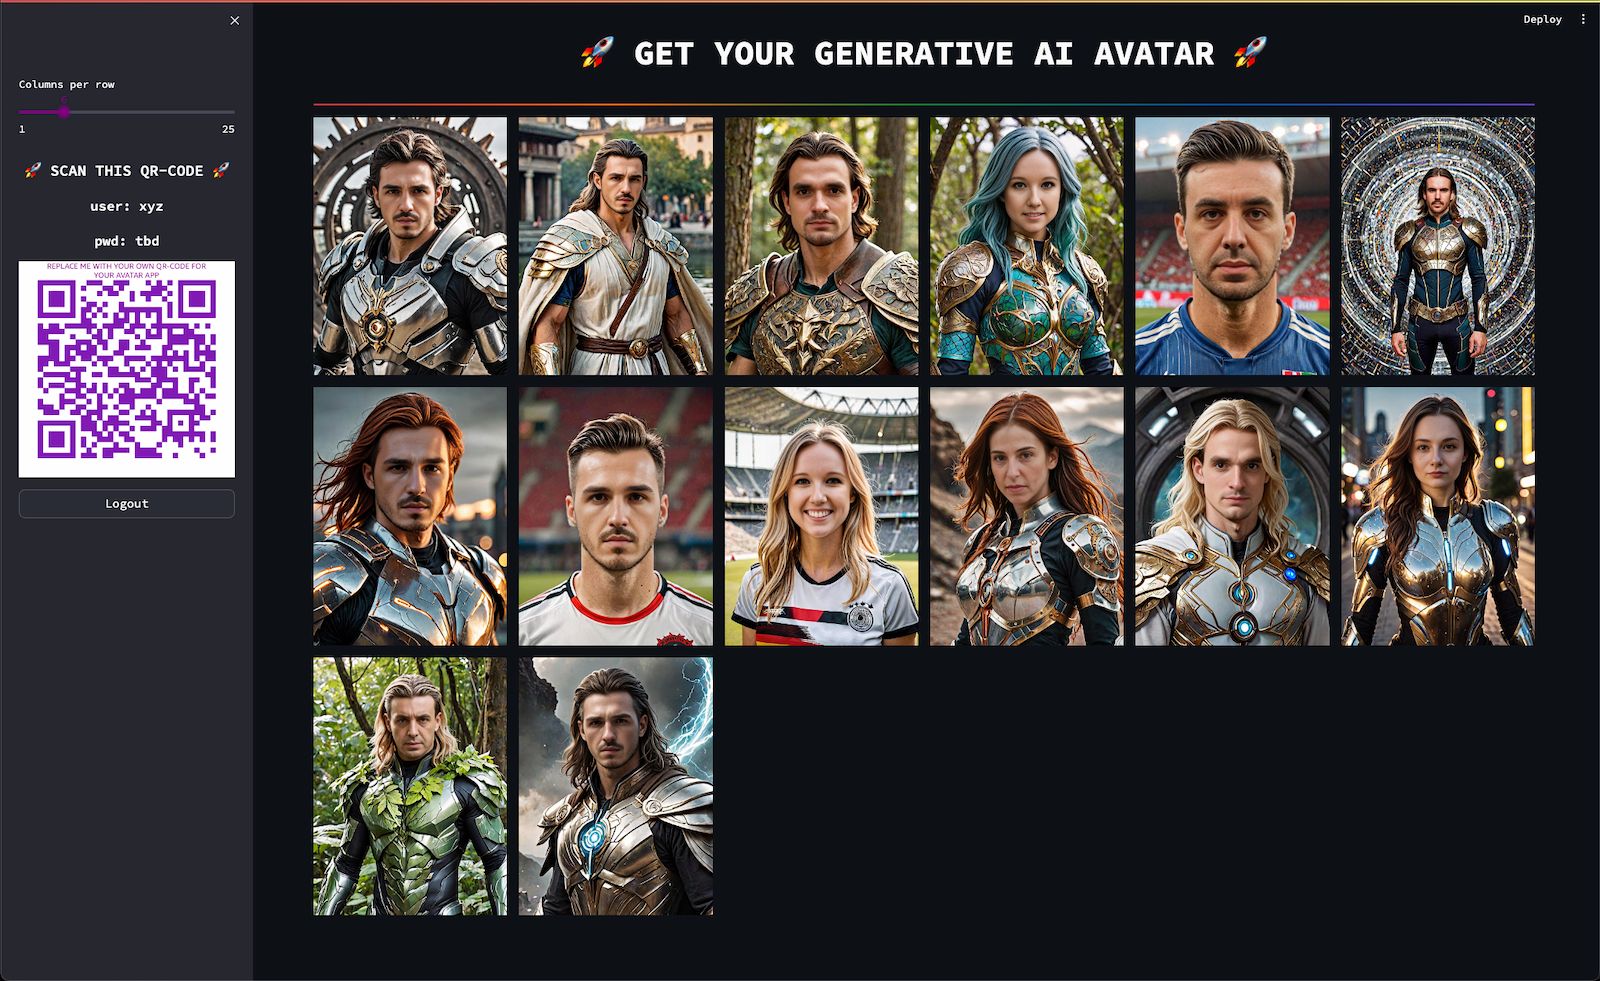 Deploy
Columns per row
6
1
25
🚀 SCAN THIS QR-CODE 🚀
user: xyz
pwd: tbd
REPLACE ME WITH YOUR OWN QR-CODE FOR
YOUR AVATAR APP
Logout
🚀 GET YOUR GENERATIVE AI AVATAR 🚀